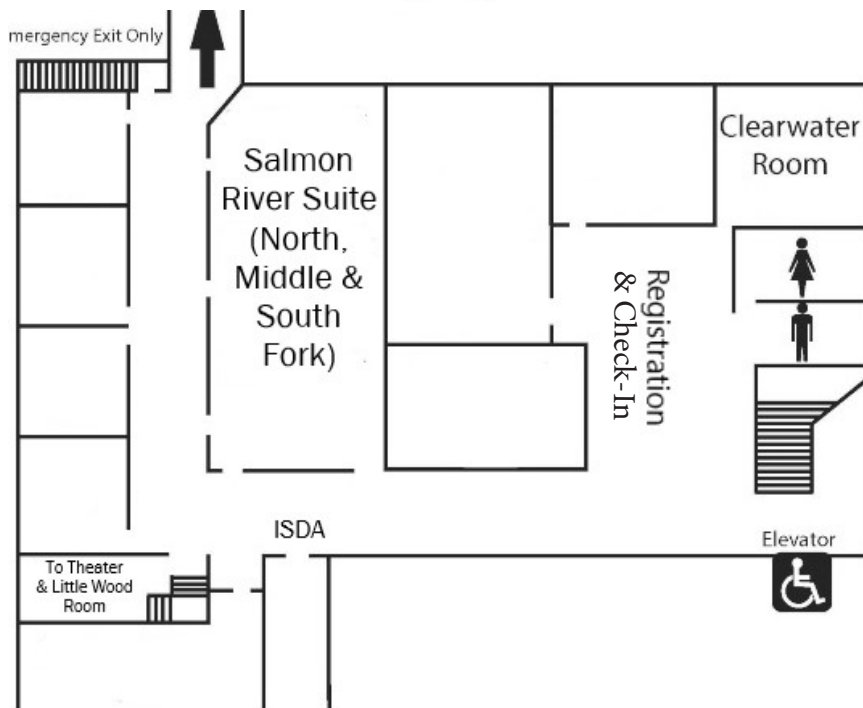 mergency Exit Only
Salmon
River Suite
(North,
Middle &
South
Fork)
Clearwater
Room
Registration
& Check-In
ISDA
Elevator
To Theater
& Little Wood
Room